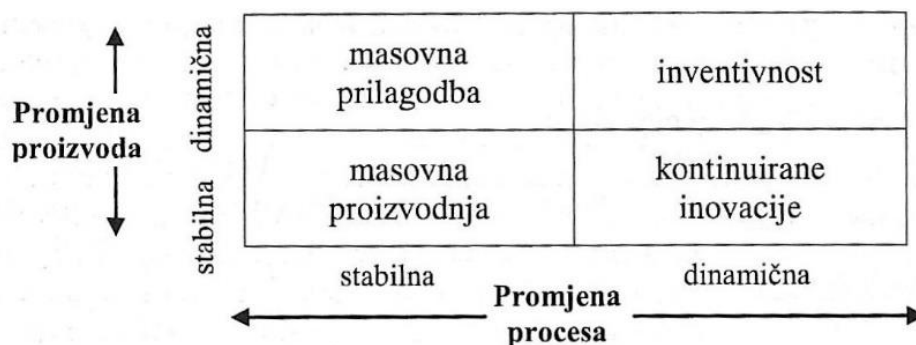 Promjena
proizvoda
dinamična
stabilna
masovna
prilagodba
inventivnost
masovna
proizvodnja
kontinuirane
inovacije
stabilna
dinamična
Promjena
procesa